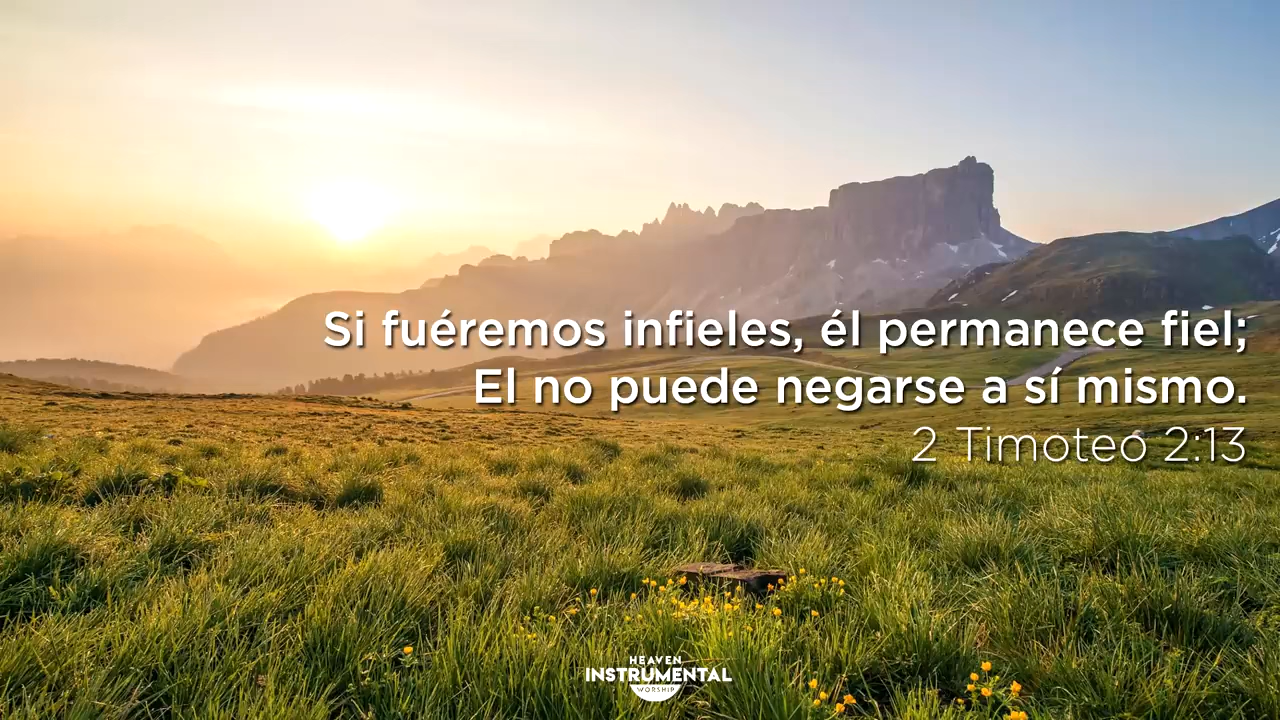 Si fuéremos infieles, él permanece fiel;
El no puede negarse a sí mismo.
2 Timoteo 2:13
HEAVEN
INSTRUMENTAL
WORSHIP